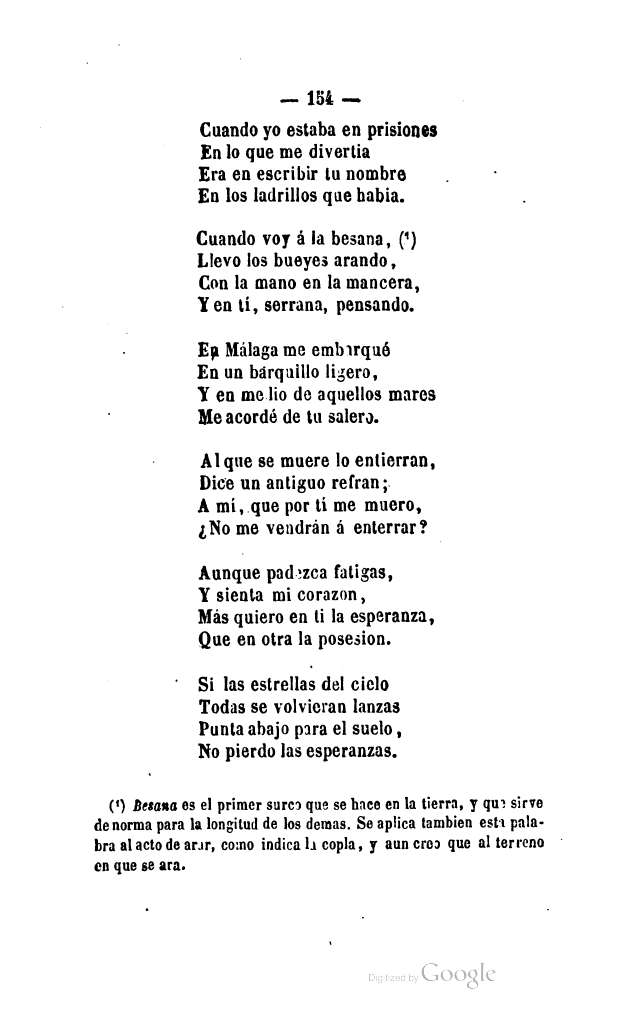 — 154 —
Cuando yo estaba en prisiones
En lo que me divertia
Era en escribir tu nombre
En los ladrillos que habia.
Cuando voy á la besana, (¹)
Llevo los bueyes arando,
Con la mano en la mancera,
Y en tí, serrana, pensando.
En Málaga me embarqué
En un bárquillo ligero,
Y en medio de aquellos mares
Me acordé de tu salero.
Al que se muere lo entierran,
Dice un antiguo refran;
A mí, que por tí me muero,
¿No me vendrán á enterrar?
Aunque padezca fatigas,
Y sienta mi corazon,
Más quiero en ti la esperanza,
Que en otra la posesion.
Si las estrellas del cielo
Todas se volvieran lanzas
Punta abajo para el suelo,
No pierdo las esperanzas.
(¹) Besana es el primer surco que se hace en la tierra, y que sirve
de norma para la longitud de los demas. Se aplica tambien esta pala-
bra al acto de arar, como indica la copla, y aun creo que al terreno
en que se ara.
Digitized by Google